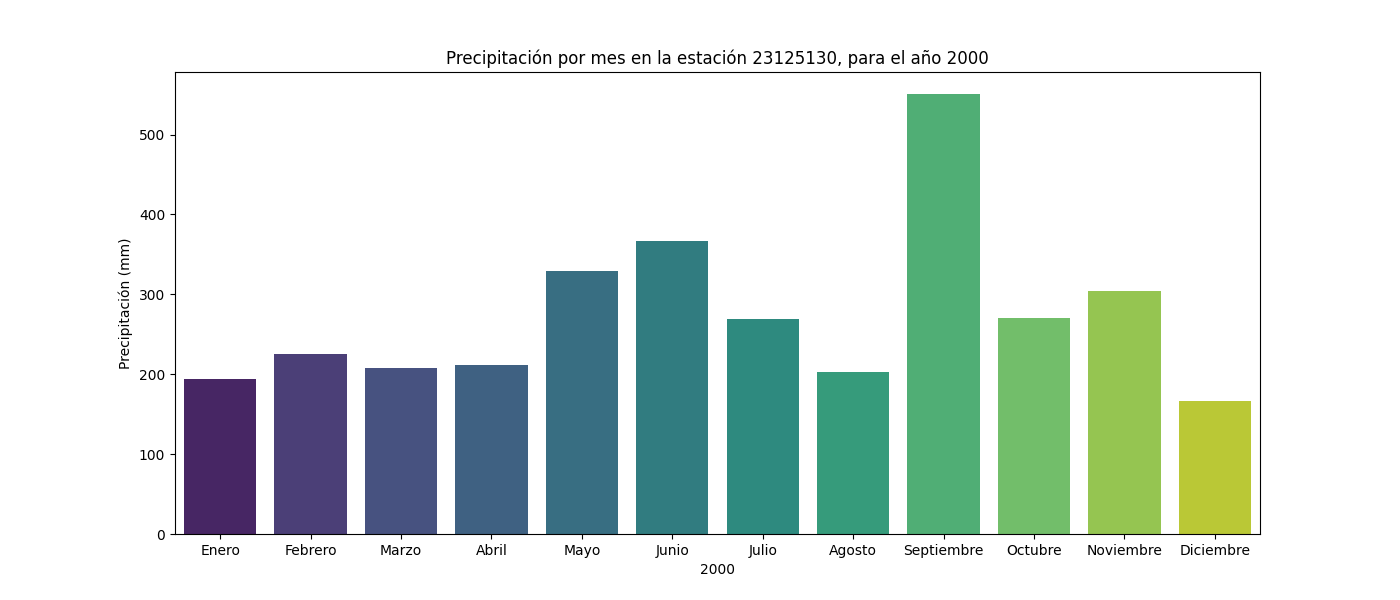 Precipitación por mes en la estación 23125130, para el año 2000
Precipitación (mm)
500
400
300
200
100
0
Enero Febrero Marzo Abril Mayo Junio Julio Agosto Septiembre Octubre Noviembre Diciembre
2000